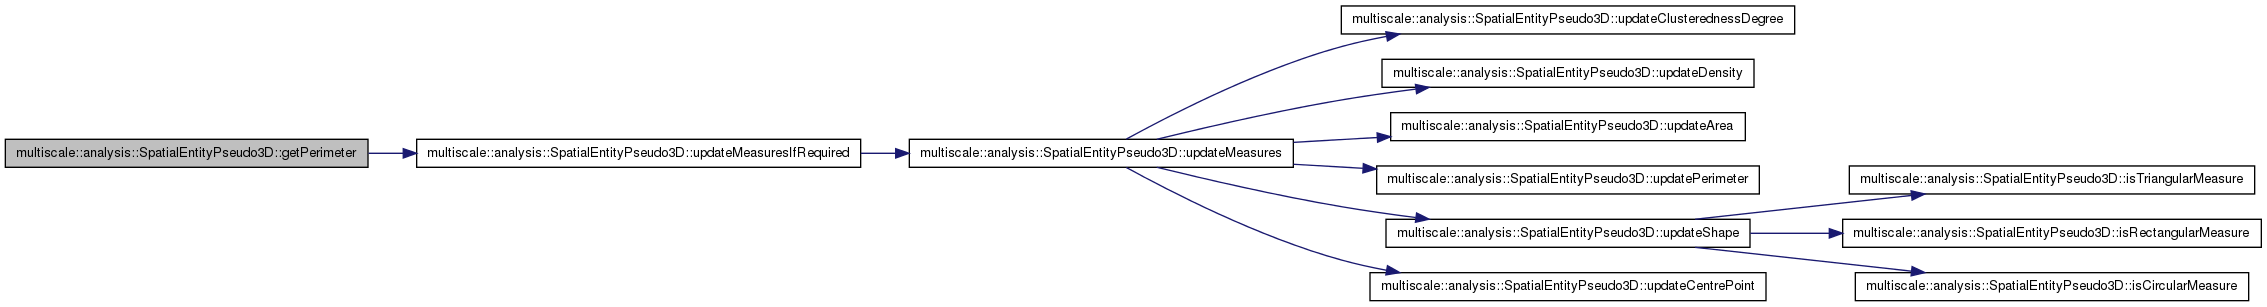 multiscale::analysis::SpatialEntityPseudo3D::getPerimeter
multiscale::analysis::SpatialEntityPseudo3D::updateMeasuresIfRequired
multiscale::analysis::SpatialEntityPseudo3D::updateMeasures
multiscale::analysis::SpatialEntityPseudo3D::updateClusterednessDegree
multiscale::analysis::SpatialEntityPseudo3D::updateDensity
multiscale::analysis::SpatialEntityPseudo3D::updateArea
multiscale::analysis::SpatialEntityPseudo3D::updatePerimeter
multiscale::analysis::SpatialEntityPseudo3D::updateShape
multiscale::analysis::SpatialEntityPseudo3D::updateCentrePoint
multiscale::analysis::SpatialEntityPseudo3D::isTriangularMeasure
multiscale::analysis::SpatialEntityPseudo3D::isRectangularMeasure
multiscale::analysis::SpatialEntityPseudo3D::isCircularMeasure